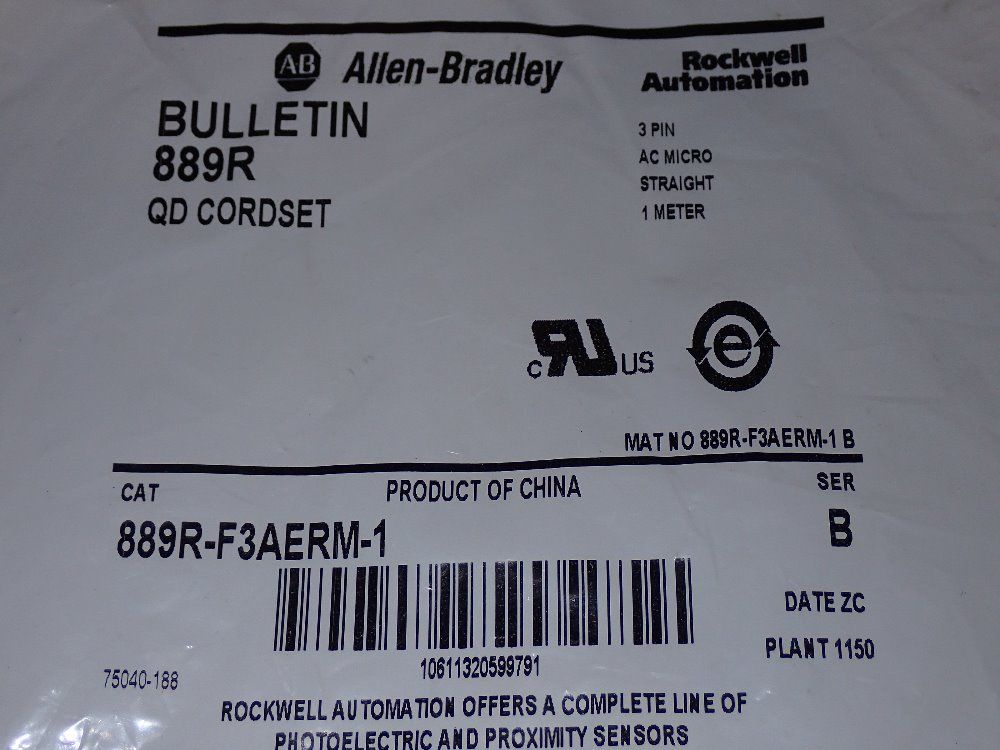 AB Allen-Bradley
Rockwell
Automation
BULLETIN
889R
QD CORDSET
3 PIN
AC MICRO
STRAIGHT
1 METER
c RU US
e
MAT NO 889R-F3AERM-1 B
CAT
PRODUCT OF CHINA
SER
889R-F3AERM-1
B
DATE ZC
PLANT 1150
10611320599791
75040-188
ROCKWELL AUTOMATION OFFERS A COMPLETE LINE OF
PHOTOELECTRIC AND PROXIMITY SENSORS